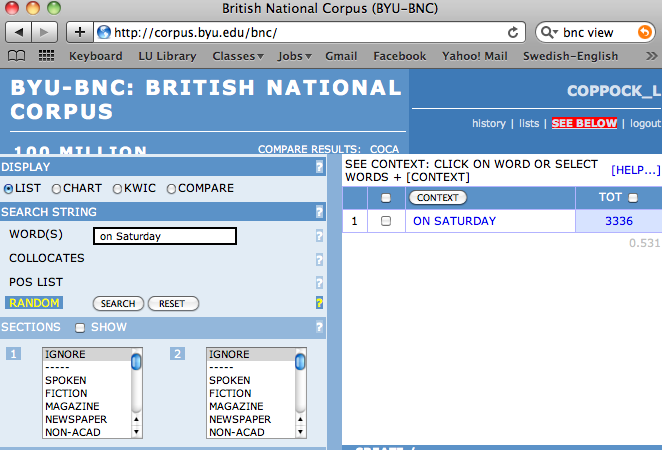 British National Corpus (BYU-BNC)
http://corpus.byu.edu/bnc/
bnc view
Keyboard LU Library Classes Jobs Gmail Facebook Yahoo! Mail Swedish-English
BYU-BNC: BRITISH NATIONAL
CORPUS
COPPOCK_L
history | lists | SEE BELOW | logout
100 MILLION COMPARE RESULTS: COCA
DISPLAY ?
LIST CHART KWIC COMPARE ?
SEARCH STRING ?
WORD(S) on Saturday ?
COLLOCATES ?
POS LIST ?
RANDOM SEARCH RESET ?
SECTIONS SHOW ?
1 IGNORE 2 IGNORE
----- -----
SPOKEN SPOKEN
FICTION FICTION
MAGAZINE MAGAZINE
NEWSPAPER NEWSPAPER
NON-ACAD NON-ACAD
SEE CONTEXT: CLICK ON WORD OR SELECT
WORDS + [CONTEXT] [HELP...]
CONTEXT TOT
1 ON SATURDAY 3336
0.531